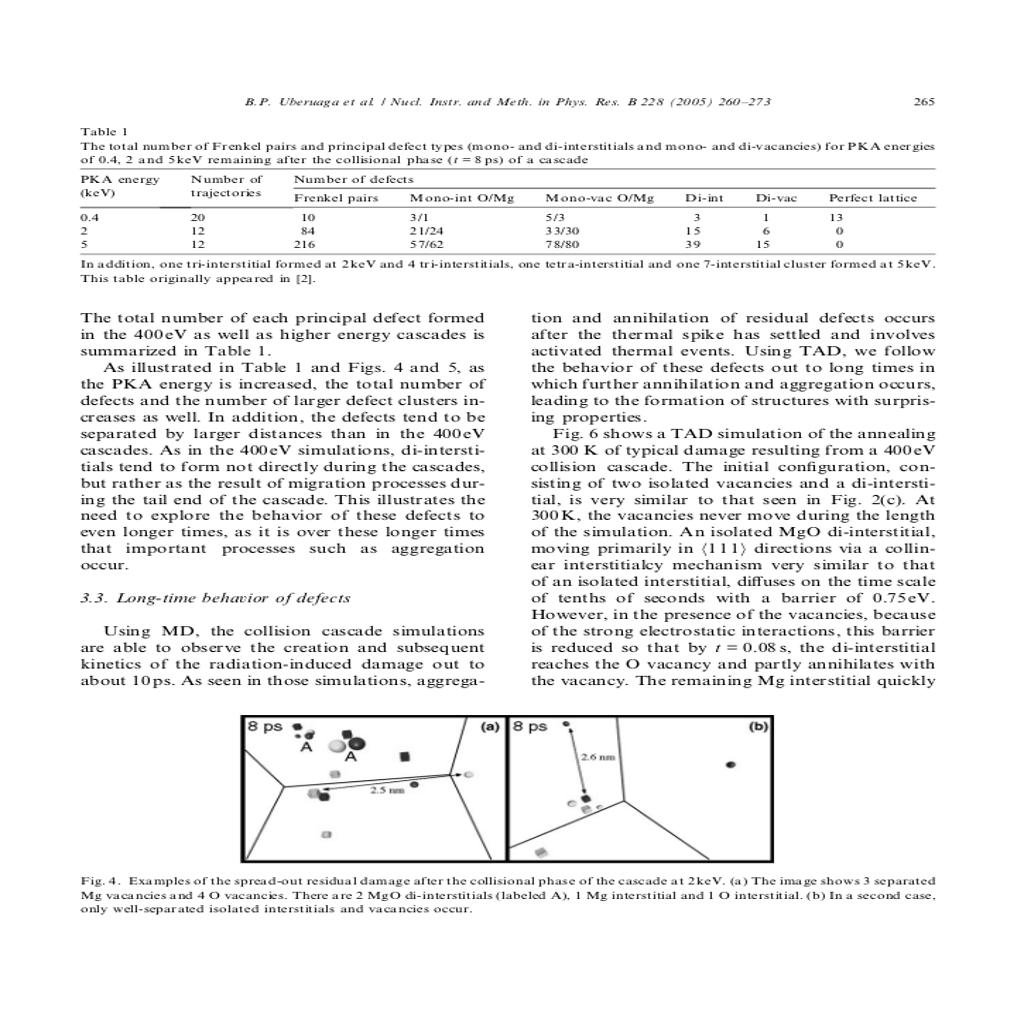 B.P. Uberuaga et al. / Nucl. Instr. and Meth. in Phys. Res. B 228 (2005) 260–273 265
Table 1
The total number of Frenkel pairs and principal defect types (mono- and di-interstitials and mono- and di-vacancies) for PKA energies
of 0.4, 2 and 5 keV remaining after the collisional phase (t = 8 ps) of a cascade
PKA energy Number of Number of defects
(keV) trajectories Frenkel pairs Mono-int O/Mg Mono-vac O/Mg Di-int Di-vac Perfect lattice
0.4 20 10 3/1 5/3 3 1 13
2 12 84 21/24 33/30 15 6 0
5 12 216 57/62 78/80 39 15 0
In addition, one tri-interstitial formed at 2 keV and 4 tri-interstitials, one tetra-interstitial and one 7-interstitial cluster formed at 5 keV.
This table originally appeared in [2].
The total number of each principal defect formed
in the 400 eV as well as higher energy cascades is
summarized in Table 1.
As illustrated in Table 1 and Figs. 4 and 5, as
the PKA energy is increased, the total number of
defects and the number of larger defect clusters in-
creases as well. In addition, the defects tend to be
separated by larger distances than in the 400 eV
cascades. As in the 400 eV simulations, di-intersti-
tials tend to form not directly during the cascades,
but rather as the result of migration processes dur-
ing the tail end of the cascade. This illustrates the
need to explore the behavior of these defects to
even longer times, as it is over these longer times
that important processes such as aggregation
occur.
3.3. Long-time behavior of defects
Using MD, the collision cascade simulations
are able to observe the creation and subsequent
kinetics of the radiation-induced damage out to
about 10 ps. As seen in those simulations, aggrega-
tion and annihilation of residual defects occurs
after the thermal spike has settled and involves
activated thermal events. Using TAD, we follow
the behavior of these defects out to long times in
which further annihilation and aggregation occurs,
leading to the formation of structures with surpris-
ing properties.
Fig. 6 shows a TAD simulation of the annealing
at 300 K of typical damage resulting from a 400 eV
collision cascade. The initial configuration, con-
sisting of two isolated vacancies and a di-intersti-
tial, is very similar to that seen in Fig. 2(c). At
300 K, the vacancies never move during the length
of the simulation. An isolated MgO di-interstitial,
moving primarily in ⟨111⟩ directions via a collin-
ear interstitialcy mechanism very similar to that
of an isolated interstitial, diffuses on the time scale
of tenths of seconds with a barrier of 0.75 eV.
However, in the presence of the vacancies, because
of the strong electrostatic interactions, this barrier
is reduced so that by t = 0.08 s, the di-interstitial
reaches the O vacancy and partly annihilates with
the vacancy. The remaining Mg interstitial quickly
8 ps (a) 8 ps (b)
A
A
2.6 nm
2.5 nm
Fig. 4. Examples of the spread-out residual damage after the collisional phase of the cascade at 2 keV. (a) The image shows 3 separated
Mg vacancies and 4 O vacancies. There are 2 MgO di-interstitials (labeled A), 1 Mg interstitial and 1 O interstitial. (b) In a second case,
only well-separated isolated interstitials and vacancies occur.